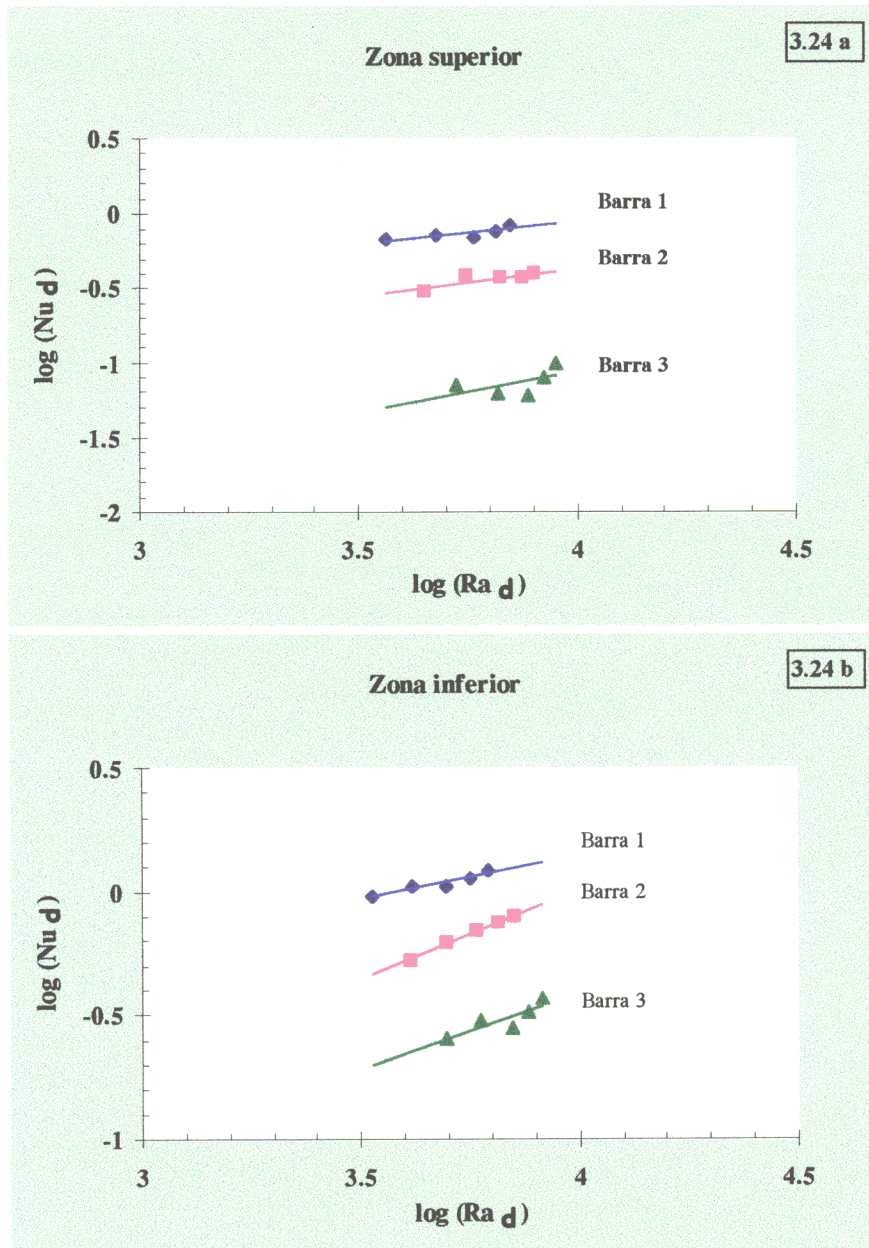 3.24 a
Zona superior
0.5
0
-0.5
-1
-1.5
-2
log (Nu d)
Barra 1
Barra 2
Barra 3
3
3.5
4
4.5
log (Ra d)
3.24 b
Zona inferior
0.5
0
-0.5
-1
log (Nu d)
Barra 1
Barra 2
Barra 3
3
3.5
4
4.5
log (Ra d)